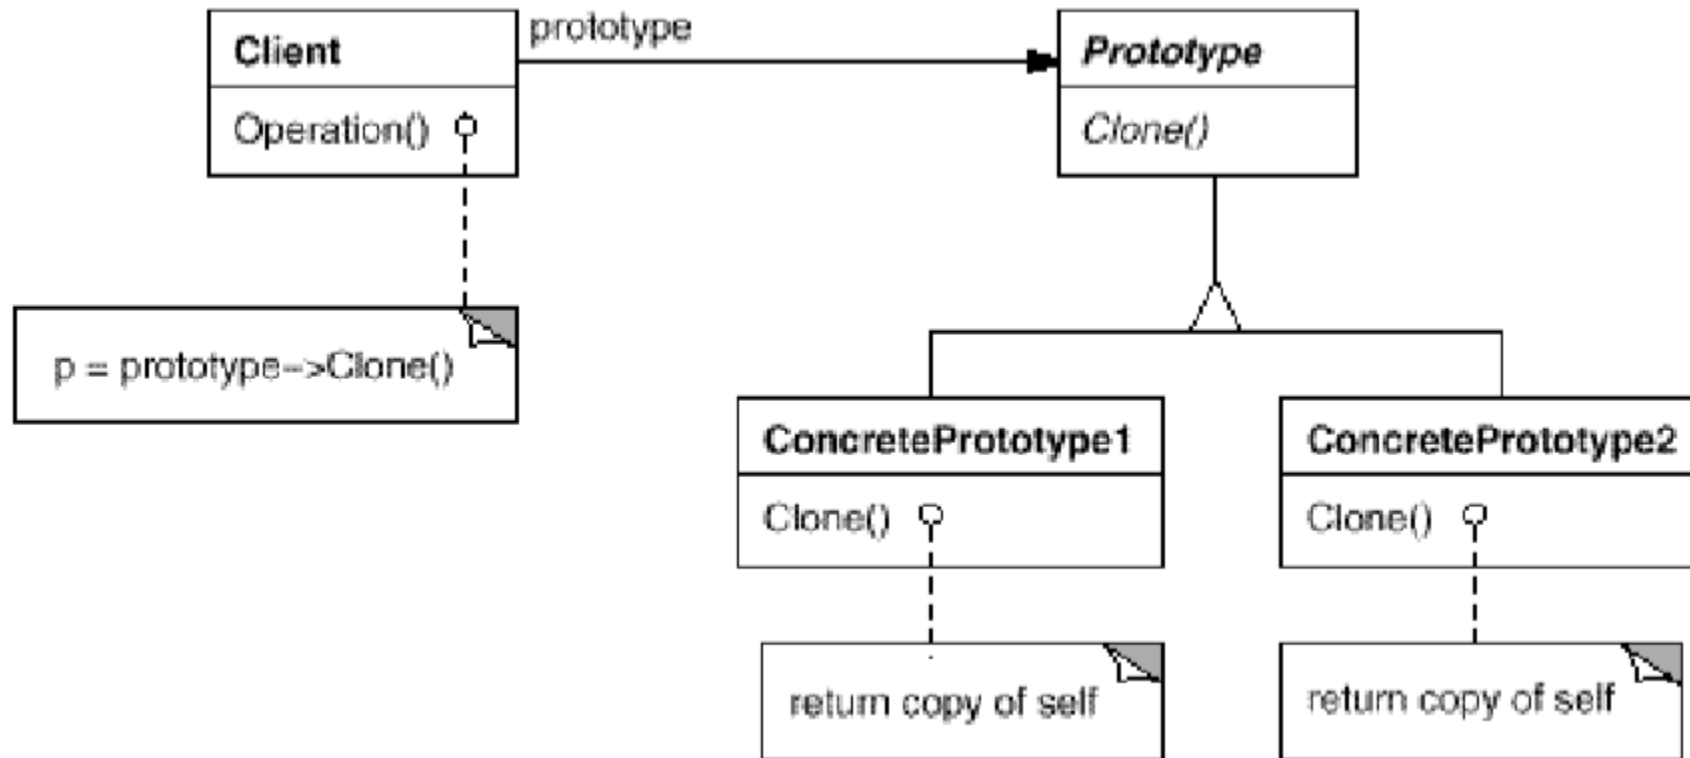 Client
prototype
Prototype
Operation()
Clone()
p = prototype–>Clone()
ConcretePrototype1
ConcretePrototype2
Clone()
Clone()
return copy of self
return copy of self